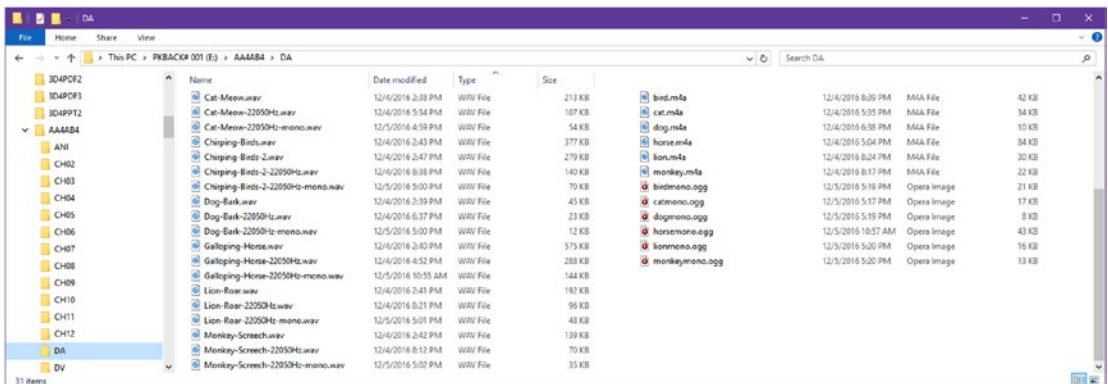 DA
File Home Share View
This PC > PKBACK# 001 (E:) > AA4AB4 > DA
Search DA
3D4PDF2
3D4PDF3
3D4PPT2
AA4AB4
ANI
CH02
CH03
CH04
CH05
CH06
CH07
CH08
CH09
CH10
CH11
CH12
DA
DV
Name Date modified Type Size
Cat-Meow.wav 12/4/2016 2:38 PM WAV File 213 KB
Cat-Meow-22050Hz.wav 12/4/2016 5:34 PM WAV File 107 KB
Cat-Meow-22050Hz-mono.wav 12/5/2016 4:59 PM WAV File 54 KB
Chirping-Birds.wav 12/4/2016 2:43 PM WAV File 377 KB
Chirping-Birds-2.wav 12/4/2016 2:47 PM WAV File 279 KB
Chirping-Birds-2-22050Hz.wav 12/4/2016 8:38 PM WAV File 140 KB
Chirping-Birds-2-22050Hz-mono.wav 12/5/2016 5:00 PM WAV File 70 KB
Dog-Bark.wav 12/4/2016 2:39 PM WAV File 45 KB
Dog-Bark-22050Hz.wav 12/4/2016 6:37 PM WAV File 23 KB
Dog-Bark-22050Hz-mono.wav 12/5/2016 5:00 PM WAV File 12 KB
Galloping-Horse.wav 12/4/2016 2:40 PM WAV File 575 KB
Galloping-Horse-22050Hz.wav 12/4/2016 4:52 PM WAV File 288 KB
Galloping-Horse-22050Hz-mono.wav 12/5/2016 10:55 AM WAV File 144 KB
Lion-Roar.wav 12/4/2016 2:41 PM WAV File 192 KB
Lion-Roar-22050Hz.wav 12/4/2016 8:21 PM WAV File 96 KB
Lion-Roar-22050Hz-mono.wav 12/5/2016 5:01 PM WAV File 48 KB
Monkey-Screech.wav 12/4/2016 2:42 PM WAV File 139 KB
Monkey-Screech-22050Hz.wav 12/4/2016 8:12 PM WAV File 70 KB
Monkey-Screech-22050Hz-mono.wav 12/5/2016 5:02 PM WAV File 35 KB
bird.m4a 12/4/2016 8:39 PM M4A File 42 KB
cat.m4a 12/4/2016 5:35 PM M4A File 34 KB
dog.m4a 12/4/2016 6:38 PM M4A File 10 KB
horse.m4a 12/4/2016 5:04 PM M4A File 84 KB
lion.m4a 12/4/2016 8:24 PM M4A File 30 KB
monkey.m4a 12/4/2016 8:17 PM M4A File 22 KB
birdmono.ogg 12/5/2016 5:19 PM Opera Image 21 KB
catmono.ogg 12/5/2016 5:17 PM Opera Image 17 KB
dogmono.ogg 12/5/2016 5:19 PM Opera Image 8 KB
horsemono.ogg 12/5/2016 10:57 AM Opera Image 43 KB
lionmono.ogg 12/5/2016 5:20 PM Opera Image 16 KB
monkeymono.ogg 12/5/2016 5:20 PM Opera Image 13 KB
31 items